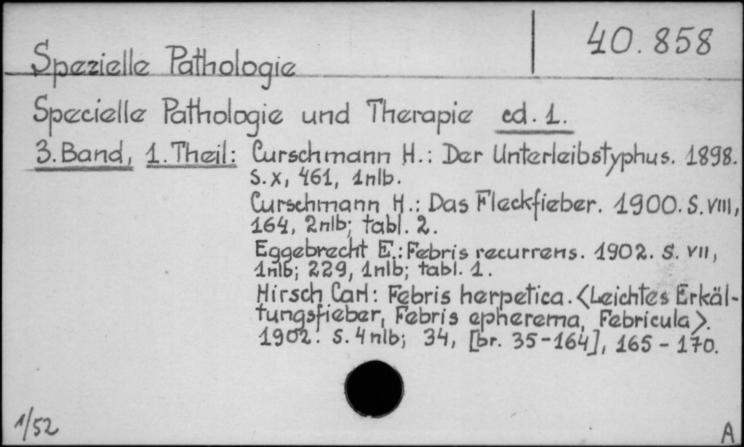 40.858
Spezielle Pathologie
Specielle Pathologie und Therapie ed. 1.
3. Band, 1. Theil: Curschmann H.: Der Unterleibstyphus. 1898.
S. X, 461, 1nlb.
Curschmann H.: Das Fleckfieber. 1900. S. VIII,
164, 2nlb; tabl. 2.
Eggebrecht E.: Febris recurrens. 1902. S. VII,
1nlb; 229, 1nlb; tabl. 1.
Hirsch Carl: Febris herpetica. <Leichtes Erkäl-
tungsfieber, Febris epherema, Febricula>.
1902. S. 4nlb; 34, [br. 35-164], 165-170.
1/52
A